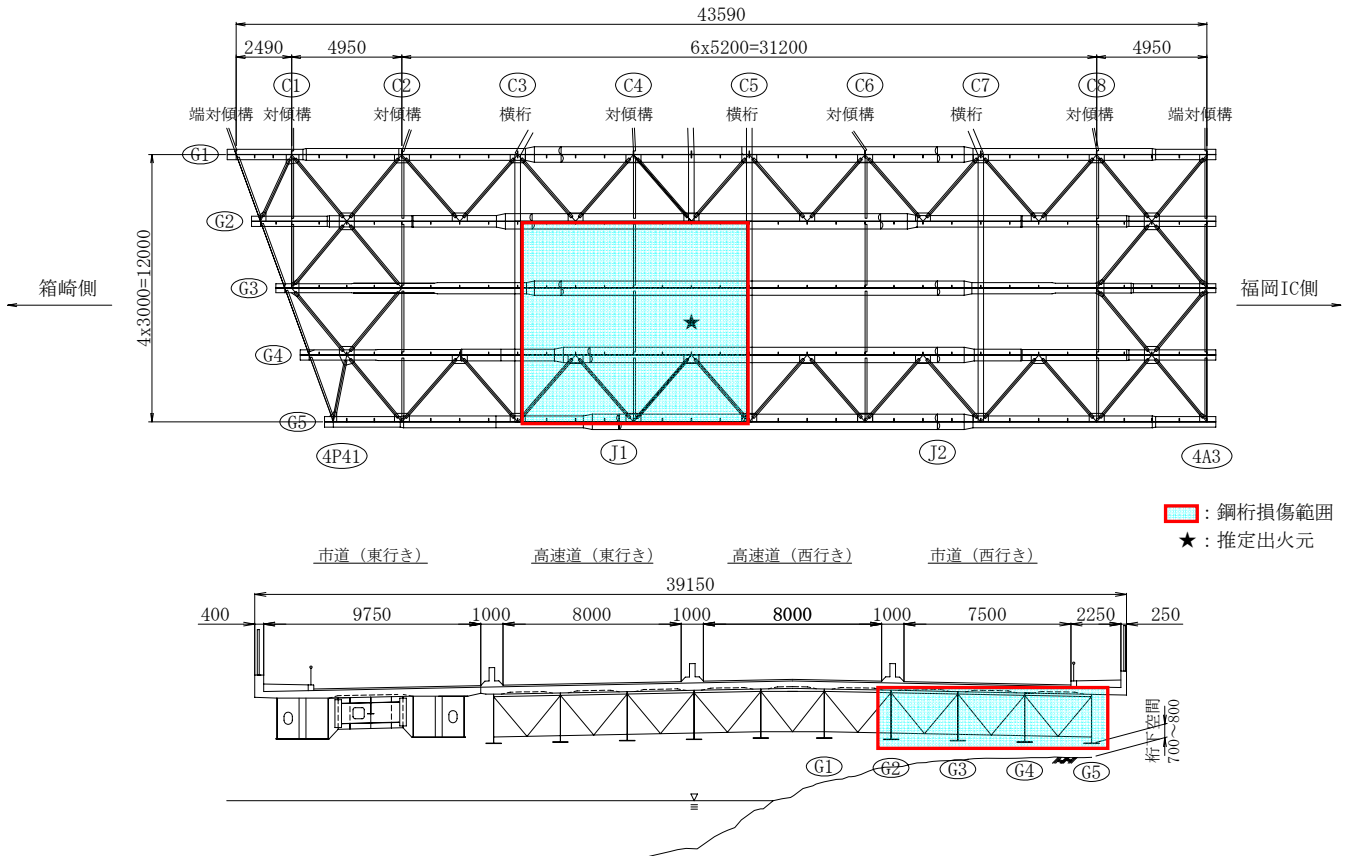 43590
2490 4950 6x5200=31200 4950
C1 C2 C3 C4 C5 C6 C7 C8
端対傾構 対傾構 対傾構 横桁 対傾構 横桁 対傾構 横桁 対傾構 端対傾構
G1
G2
箱崎側 G3 福岡IC側
4x3000=12000
G4
G5
4P41 J1 J2 4A3
：鋼桁損傷範囲
★：推定出火元
市道（東行き） 高速道（東行き） 高速道（西行き） 市道（西行き）
39150
400 9750 1000 8000 1000 8000 1000 7500 2250 250
桁下空間
700～800
G1 G2 G3 G4 G5